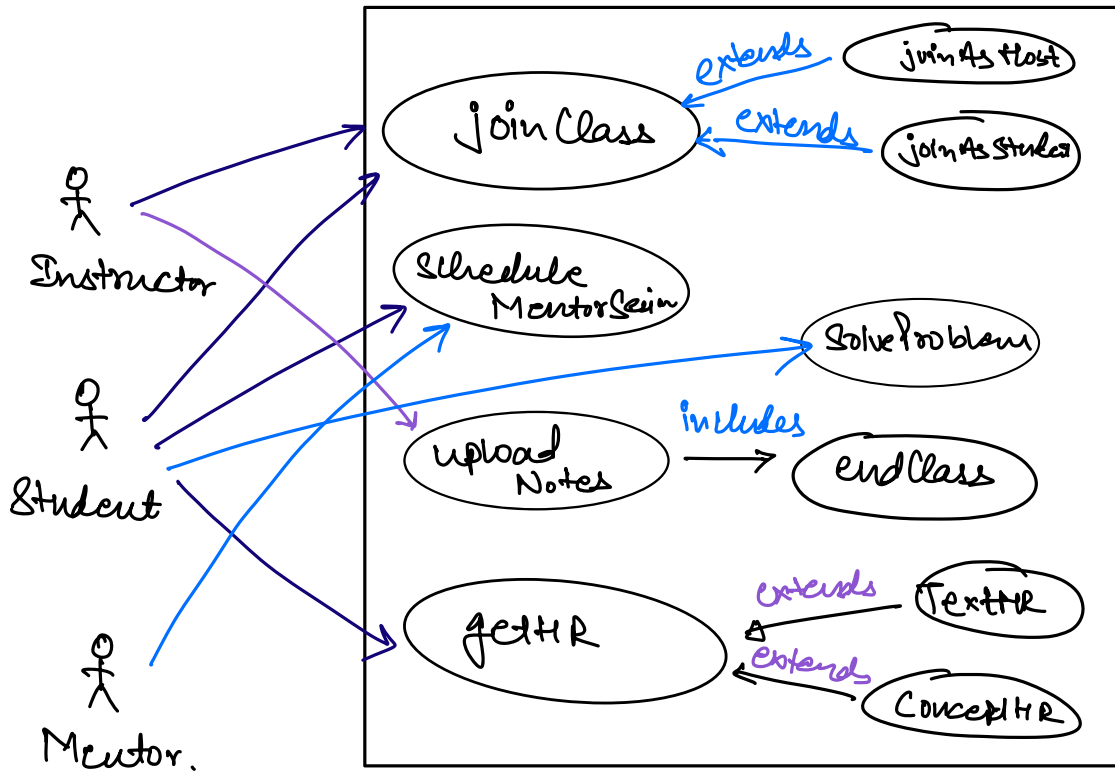 extends
joinAsHost
joinClass
extends
joinAsStudent
Instructor
Schedule
MentorSession
SolveProblem
includes
upload
Notes
endClass
Student
extends
TextHR
getHR
extends
ConceptHR
Mentor.